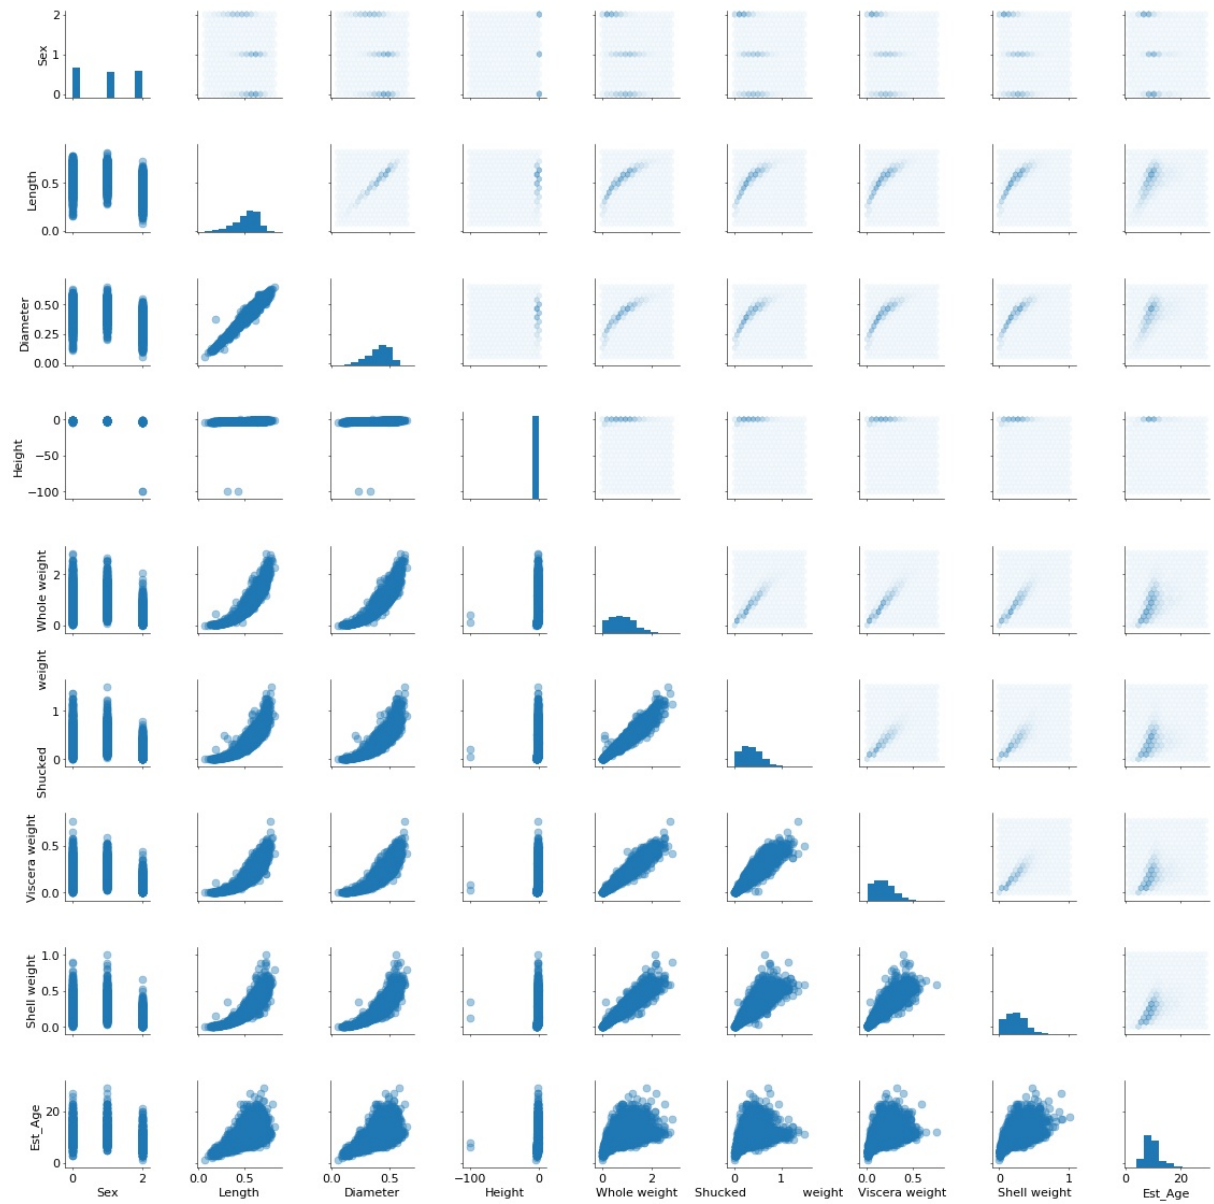 2
1
0
Sex
0.5
0.0
Length
0.50
0.25
0.00
Diameter
0
−50
−100
Height
2
0
Whole weight
1
0
Shucked weight
0.5
0.0
Viscera weight
1.0
0.5
0.0
Shell weight
20
0
Est_Age
0 2 0.0 0.5 0.0 0.5 −100 0 0 2 0 1 0.0 0.5 0 1 0 20
Sex Length Diameter Height Whole weight Shucked weight Viscera weight Shell weight Est_Age